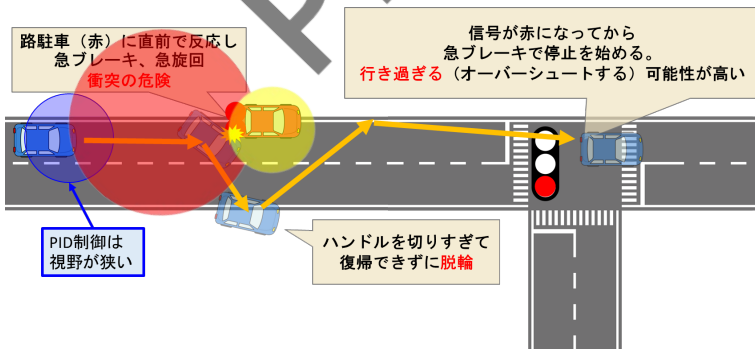 路駐車（赤）に直前で反応し
急ブレーキ、急旋回
衝突の危険
信号が赤になってから
急ブレーキで停止を始める。
行き過ぎる（オーバーシュートする）可能性が高い
PID制御は
視野が狭い
ハンドルを切りすぎて
復帰できずに脱輪